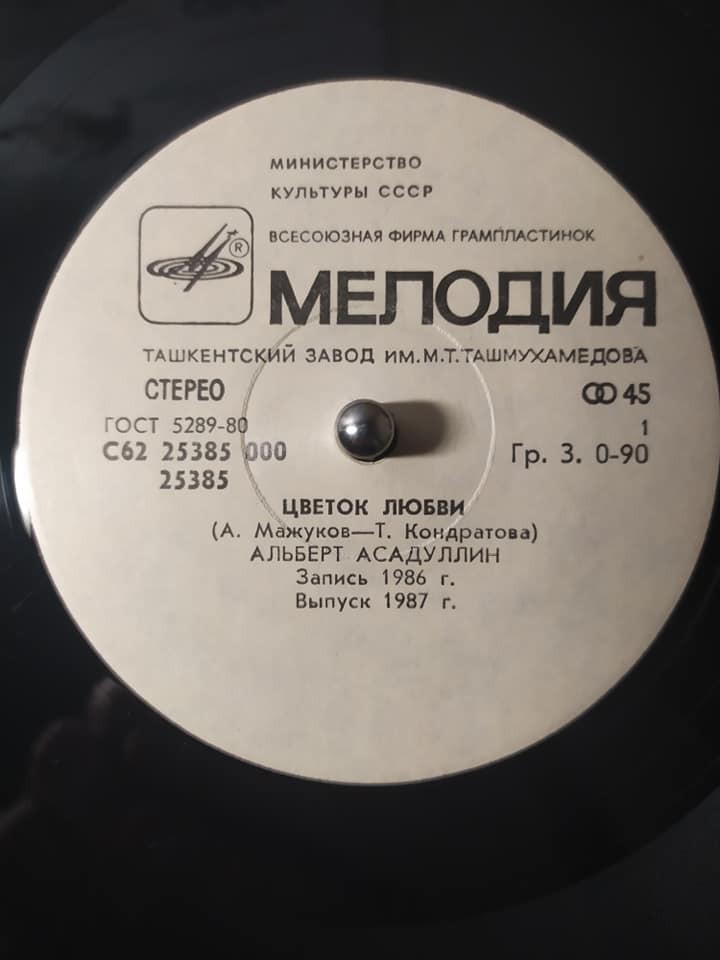 МИНИСТЕРСТВО
КУЛЬТУРЫ СССР
ВСЕСОЮЗНАЯ ФИРМА ГРАМПЛАСТИНОК
®
МЕЛОДИЯ
ТАШКЕНТСКИЙ ЗАВОД ИМ.М.Т.ТАШМУХАМЕДОВА
СТЕРЕО 45
ГОСТ 5289-80 1
С62 25385 000 Гр. 3. 0-90
25385
ЦВЕТОК ЛЮБВИ
(А. Мажуков—Т. Кондратова)
АЛЬБЕРТ АСАДУЛЛИН
Запись 1986 г.
Выпуск 1987 г.